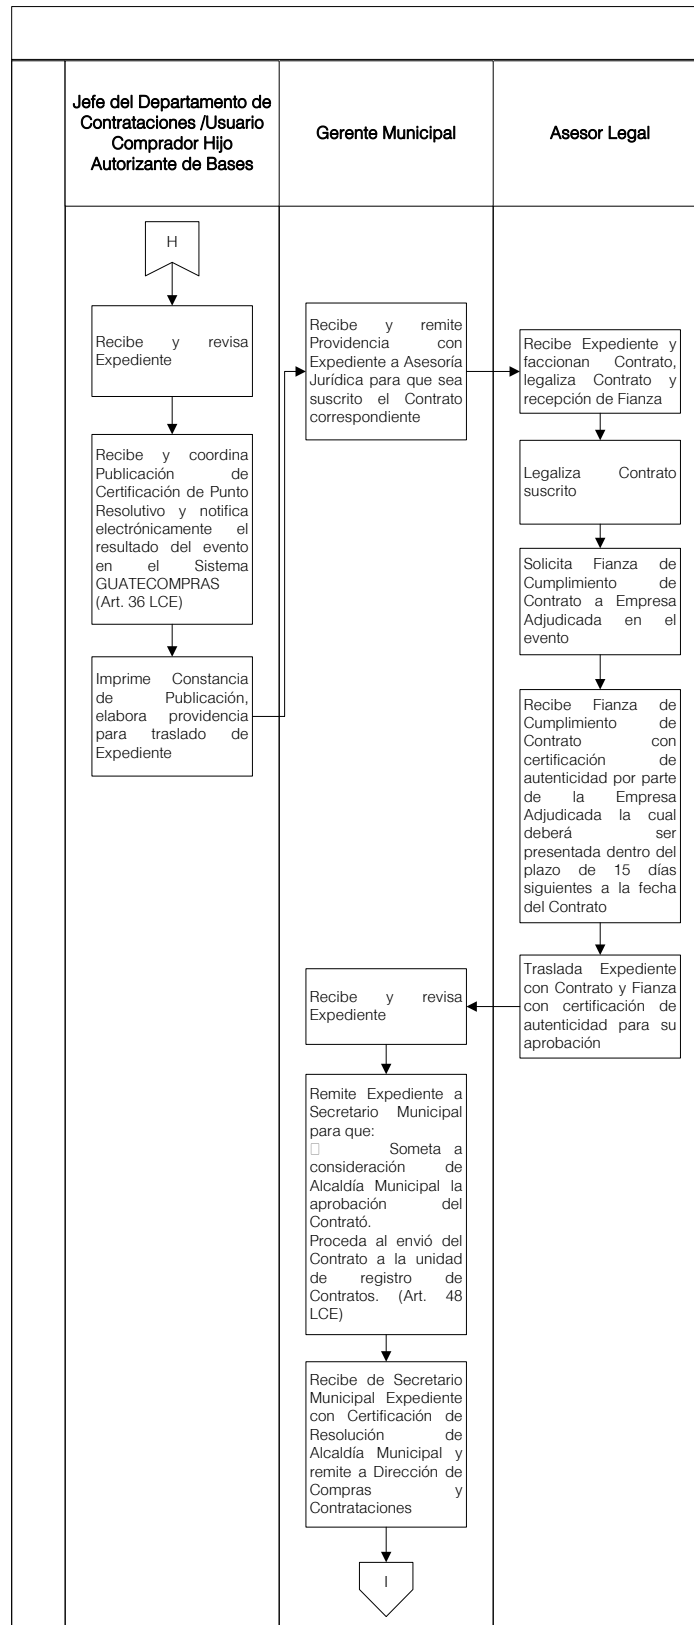 Jefe del Departamento de
Contrataciones /Usuario
Comprador Hijo
Autorizante de Bases
Gerente Municipal
Asesor Legal
H
Recibe y revisa
Expediente
Recibe y coordina
Publicación de
Certificación de Punto
Resolutivo y notifica
electrónicamente el
resultado del evento
en el Sistema
GUATECOMPRAS
(Art. 36 LCE)
Imprime Constancia
de Publicación,
elabora providencia
para traslado de
Expediente
Recibe y remite
Providencia con
Expediente a Asesoría
Jurídica para que sea
suscrito el Contrato
correspondiente
Recibe Expediente y
faccionan Contrato,
legaliza Contrato y
recepción de Fianza
Legaliza Contrato
suscrito
Solicita Fianza de
Cumplimiento de
Contrato a Empresa
Adjudicada en el
evento
Recibe Fianza de
Cumplimiento de
Contrato con
certificación de
autenticidad por parte
de la Empresa
Adjudicada la cual
deberá ser
presentada dentro del
plazo de 15 días
siguientes a la fecha
del Contrato
Traslada Expediente
con Contrato y Fianza
con certificación de
autenticidad para su
aprobación
Recibe y revisa
Expediente
Remite Expediente a
Secretario Municipal
para que:
Someta a
consideración de
Alcaldía Municipal la
aprobación del
Contrató.
Proceda al envió del
Contrato a la unidad
de registro de
Contratos. (Art. 48
LCE)
Recibe de Secretario
Municipal Expediente
con Certificación de
Resolución de
Alcaldía Municipal y
remite a Dirección de
Compras y
Contrataciones
I